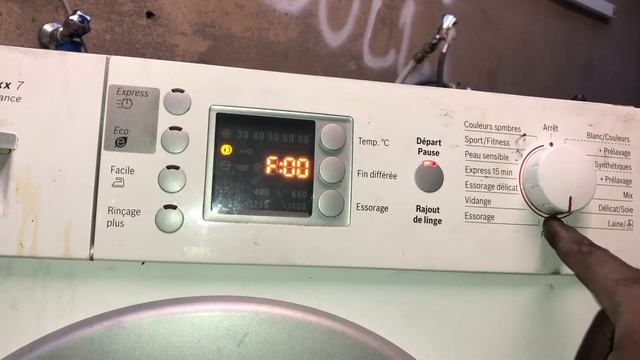 xx 7
ance
Express
Eco
Facile
Rinçage
plus
30 40 50 60 90
F:00
400
600
1200
1400
Temp. °C
Fin différée
Essorage
Départ
Pause
Rajout
de linge
Couleurs sombres
Sport/Fitness
Peau sensible
Express 15 min
Essorage délicat
Vidange
Essorage
Arrêt
Blanc/Couleurs
+ Prélavage
Synthétiques
+ Prélavage
Mix
Délicat/Soie
Laine/